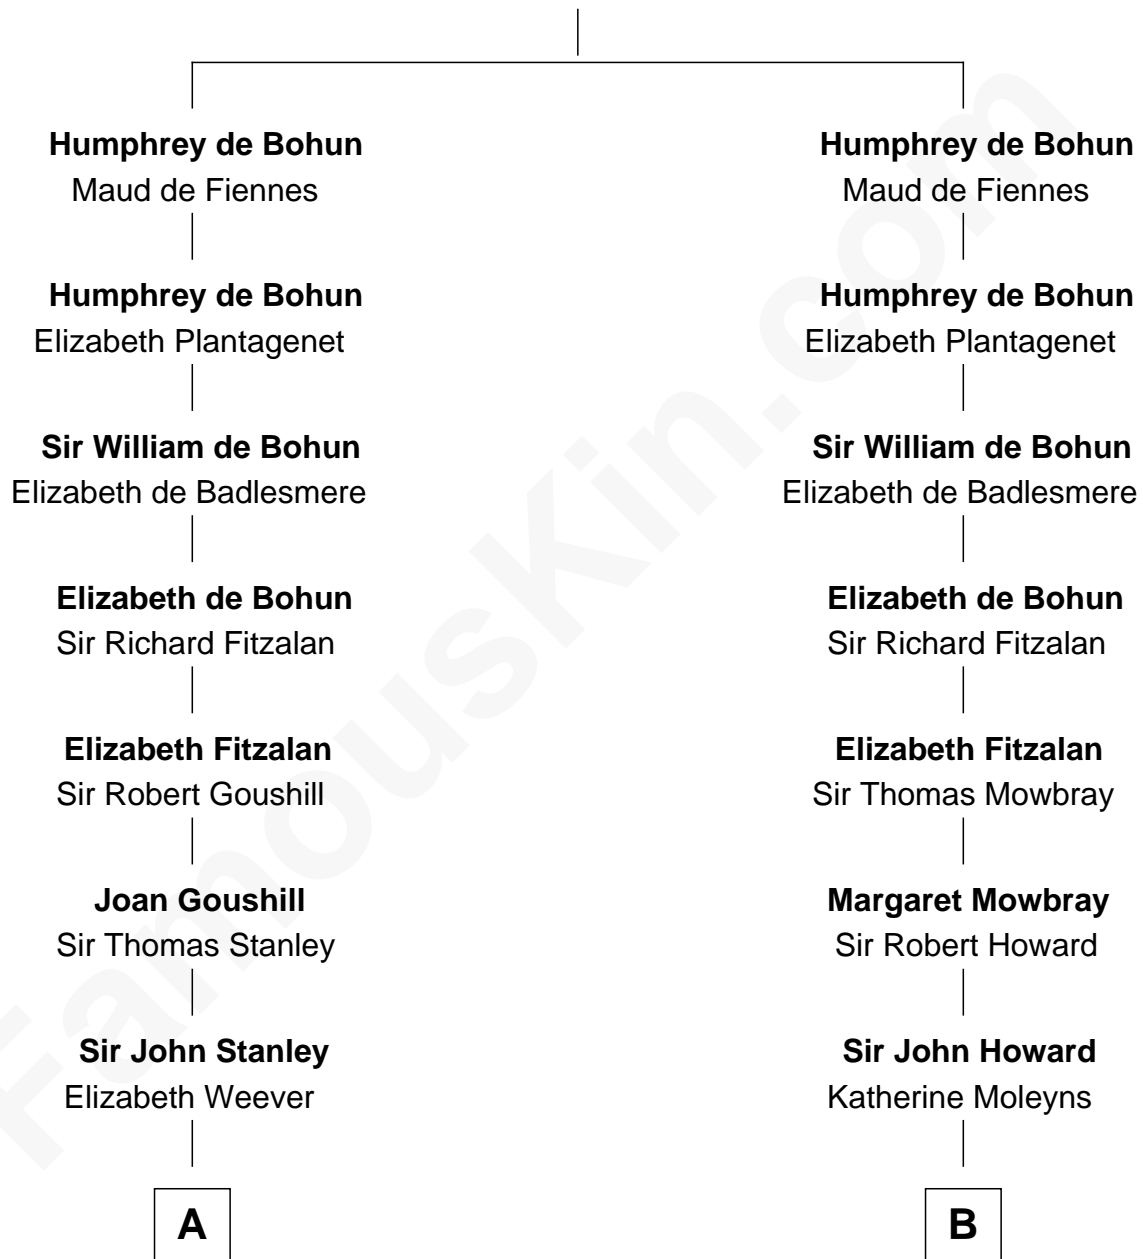 Humphrey de Bohun
Maud de Fiennes
Humphrey de Bohun
Elizabeth Plantagenet
Sir William de Bohun
Elizabeth de Badlesmere
Elizabeth de Bohun
Sir Richard Fitzalan
Elizabeth Fitzalan
Sir Robert Goushill
Joan Goushill
Sir Thomas Stanley
Sir John Stanley
Elizabeth Weever
A
Humphrey de Bohun
Maud de Fiennes
Humphrey de Bohun
Elizabeth Plantagenet
Sir William de Bohun
Elizabeth de Badlesmere
Elizabeth de Bohun
Sir Richard Fitzalan
Elizabeth Fitzalan
Sir Thomas Mowbray
Margaret Mowbray
Sir Robert Howard
Sir John Howard
Katherine Moleyns
B
FamousKin.com